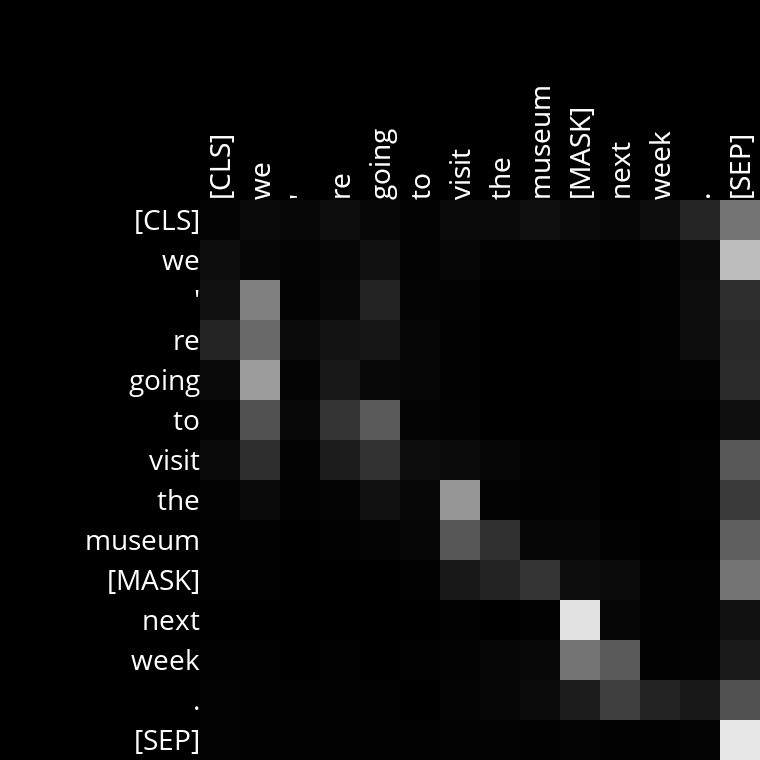 [CLS] we ' re going to visit the museum [MASK] next week . [SEP]
[CLS]
we
'
re
going
to
visit
the
museum
[MASK]
next
week
.
[SEP]